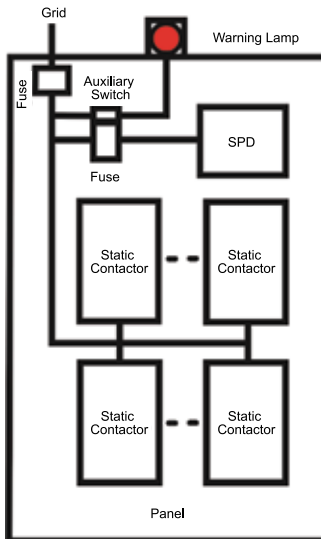 Grid
Warning Lamp
Fuse
Auxiliary
Switch
SPD
Fuse
Static
Contactor
Static
Contactor
Static
Contactor
Static
Contactor
Panel